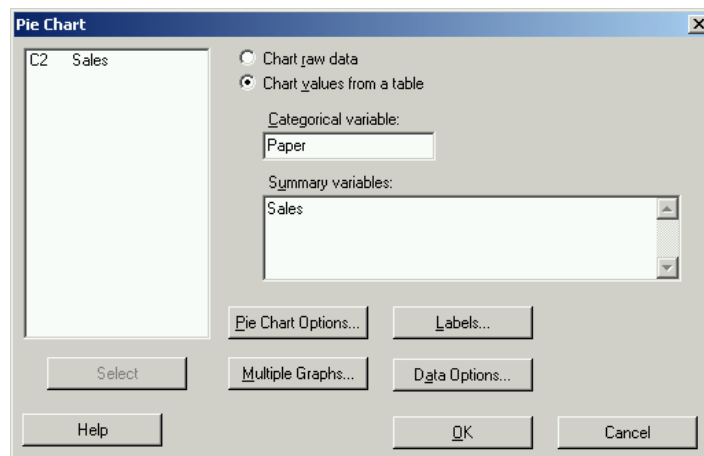 Pie Chart
C2 Sales
Chart raw data
Chart values from a table
Categorical variable:
Paper
Summary variables:
Sales
Pie Chart Options...
Labels...
Select
Multiple Graphs...
Data Options...
Help
OK
Cancel